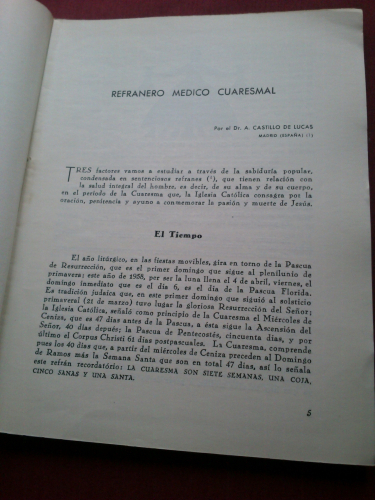 REFRANERO MEDICO CUARESMAL
Por el Dr. A. CASTILLO DE LUCAS
MADRID (ESPAÑA) (1)
TRES factores vamos a estudiar a través de la sabiduría popular,
condensada en sentenciosos refranes (2), que tienen relación con
la salud integral del hombre, es decir, de su alma y de su cuerpo,
en el período de la Cuaresma que, la Iglesia Católica consagra por la
oración, penitencia y ayuno a conmemorar la pasión y muerte de Jesús.
El Tiempo
El año litúrgico, en las fiestas movibles, gira en torno de la Pascua
de Resurrección, que es el primer domingo que sigue al plenilunio de
primavera; este año de 1958, por ser la luna llena el 4 de abril, viernes, el
domingo inmediato que es el día 6, es el día de la Pascua Florida.
Es tradición judaica que, en este primer domingo que siguió al solsticio
primaveral (21 de marzo) tuvo lugar la gloriosa Resurrección del Señor;
la Iglesia Católica, señaló como principio de la Cuaresma el Miércoles de
Ceniza, que es 47 días antes de la Pascua, a ésta sigue la Ascensión del
Señor, 40 días depués; la Pascua de Pentecostés, cincuenta días, y por
último el Corpus Christi 61 días postpascuales. La Cuaresma, comprende
pues los 40 días que, a partir del miércoles de Ceniza preceden al Domingo
de Ramos más la Semana Santa que son en total 47 días, así lo señala
este refrán recordatorio: LA CUARESMA SON SIETE SEMANAS, UNA COJA,
CINCO SANAS Y UNA SANTA.
5